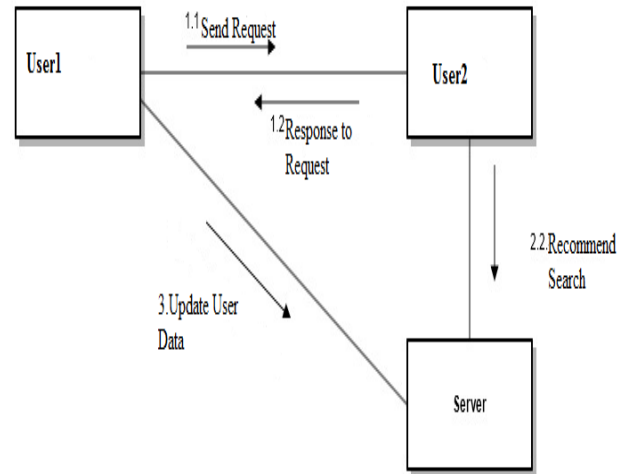 1.1 Send Request
User1
User2
1.2 Response to
Request
2.2.Recommend
Search
3.Update User
Data
Server